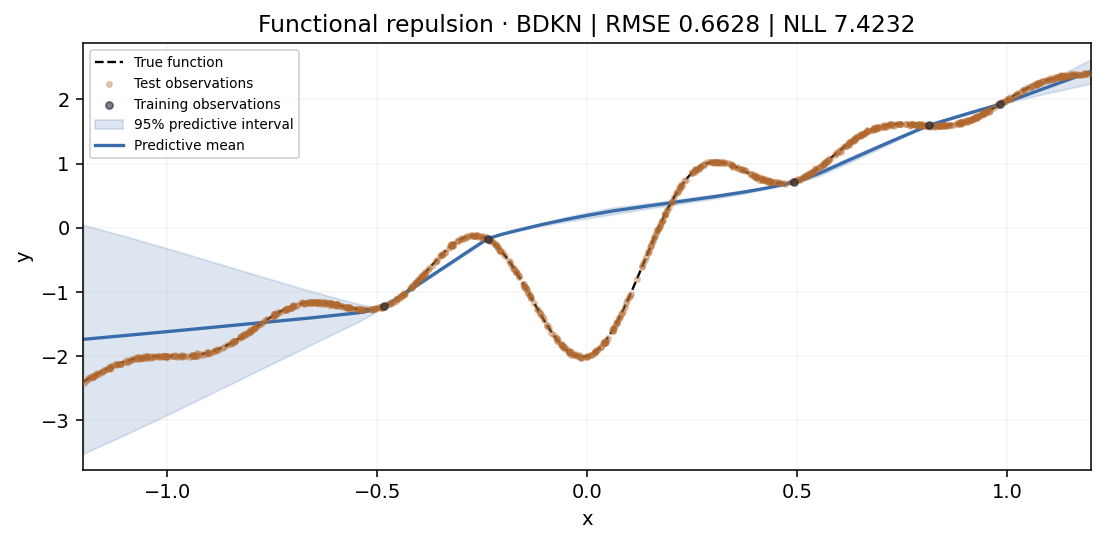 Functional repulsion · BDKN | RMSE 0.6628 | NLL 7.4232
True function
Test observations
Training observations
95% predictive interval
Predictive mean
2
1
0
−1
−2
−3
y
−1.0
−0.5
0.0
0.5
1.0
x